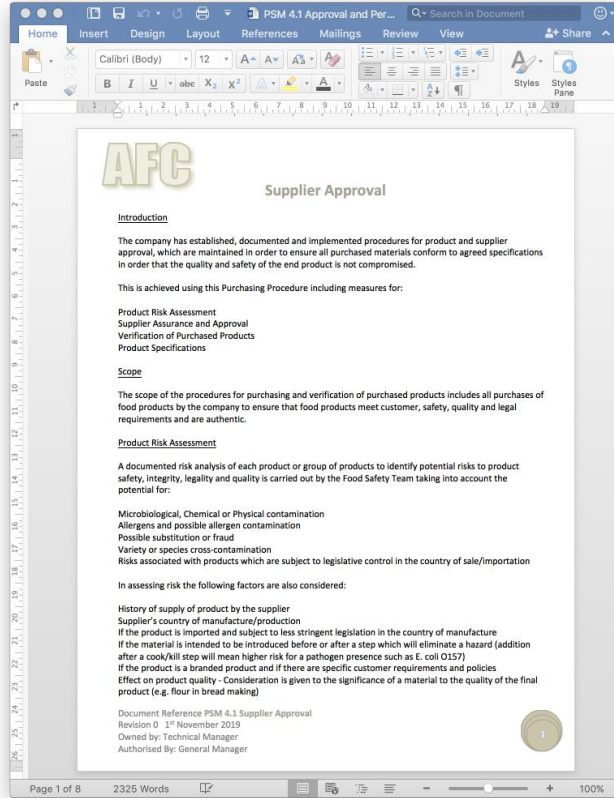 PSM 4.1 Approval and Per...
Search in Document
Home Insert Design Layout References Mailings Review View Share
Paste
Calibri (Body) 12
B I U abc X2 X2
Styles
Styles Pane
AFC
Supplier Approval
Introduction
The company has established, documented and implemented procedures for product and supplier
approval, which are maintained in order to ensure all purchased materials conform to agreed specifications
in order that the quality and safety of the end product is not compromised.
This is achieved using this Purchasing Procedure including measures for:
Product Risk Assessment
Supplier Assurance and Approval
Verification of Purchased Products
Product Specifications
Scope
The scope of the procedures for purchasing and verification of purchased products includes all purchases of
food products by the company to ensure that food products meet customer, safety, quality and legal
requirements and are authentic.
Product Risk Assessment
A documented risk analysis of each product or group of products to identify potential risks to product
safety, integrity, legality and quality is carried out by the Food Safety Team taking into account the
potential for:
Microbiological, Chemical or Physical contamination
Allergens and possible allergen contamination
Possible substitution or fraud
Variety or species cross-contamination
Risks associated with products which are subject to legislative control in the country of sale/importation
In assessing risk the following factors are also considered:
History of supply of product by the supplier
Supplier's country of manufacture/production
If the product is imported and subject to less stringent legislation in the country of manufacture
If the material is intended to be introduced before or after a step which will eliminate a hazard (addition
after a cook/kill step will mean higher risk for a pathogen presence such as E. coli O157)
If the product is a branded product and if there are specific customer requirements and policies
Effect on product quality - Consideration is given to the significance of a material to the quality of the final
product (e.g. flour in bread making)
Document Reference PSM 4.1 Supplier Approval
Revision 0 1st November 2019
Owned by: Technical Manager
Authorised By: General Manager
1
Page 1 of 8 2325 Words 100%